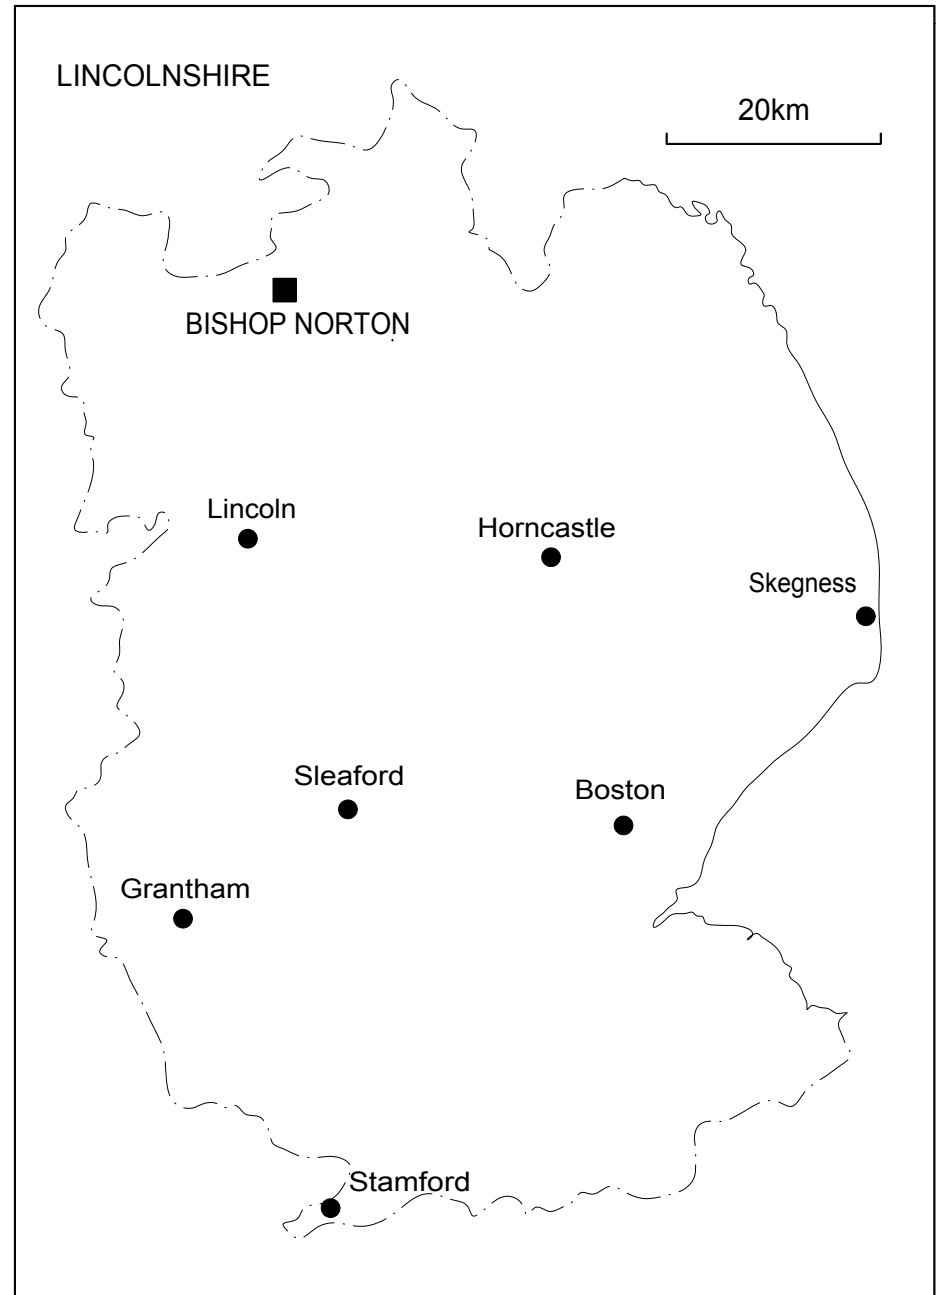 LINCOLNSHIRE
20km
BISHOP NORTON
Lincoln
Horncastle
Skegness
Sleaford
Boston
Grantham
Stamford